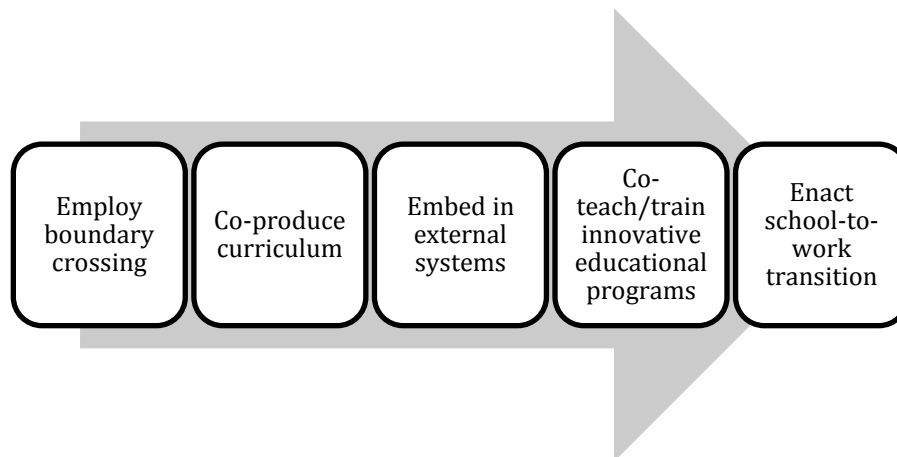 Employ
boundary
crossing
Co-produce
curriculum
Embed in
external
systems
Co-
teach/train
innovative
educational
programs
Enact
school-to-
work
transition